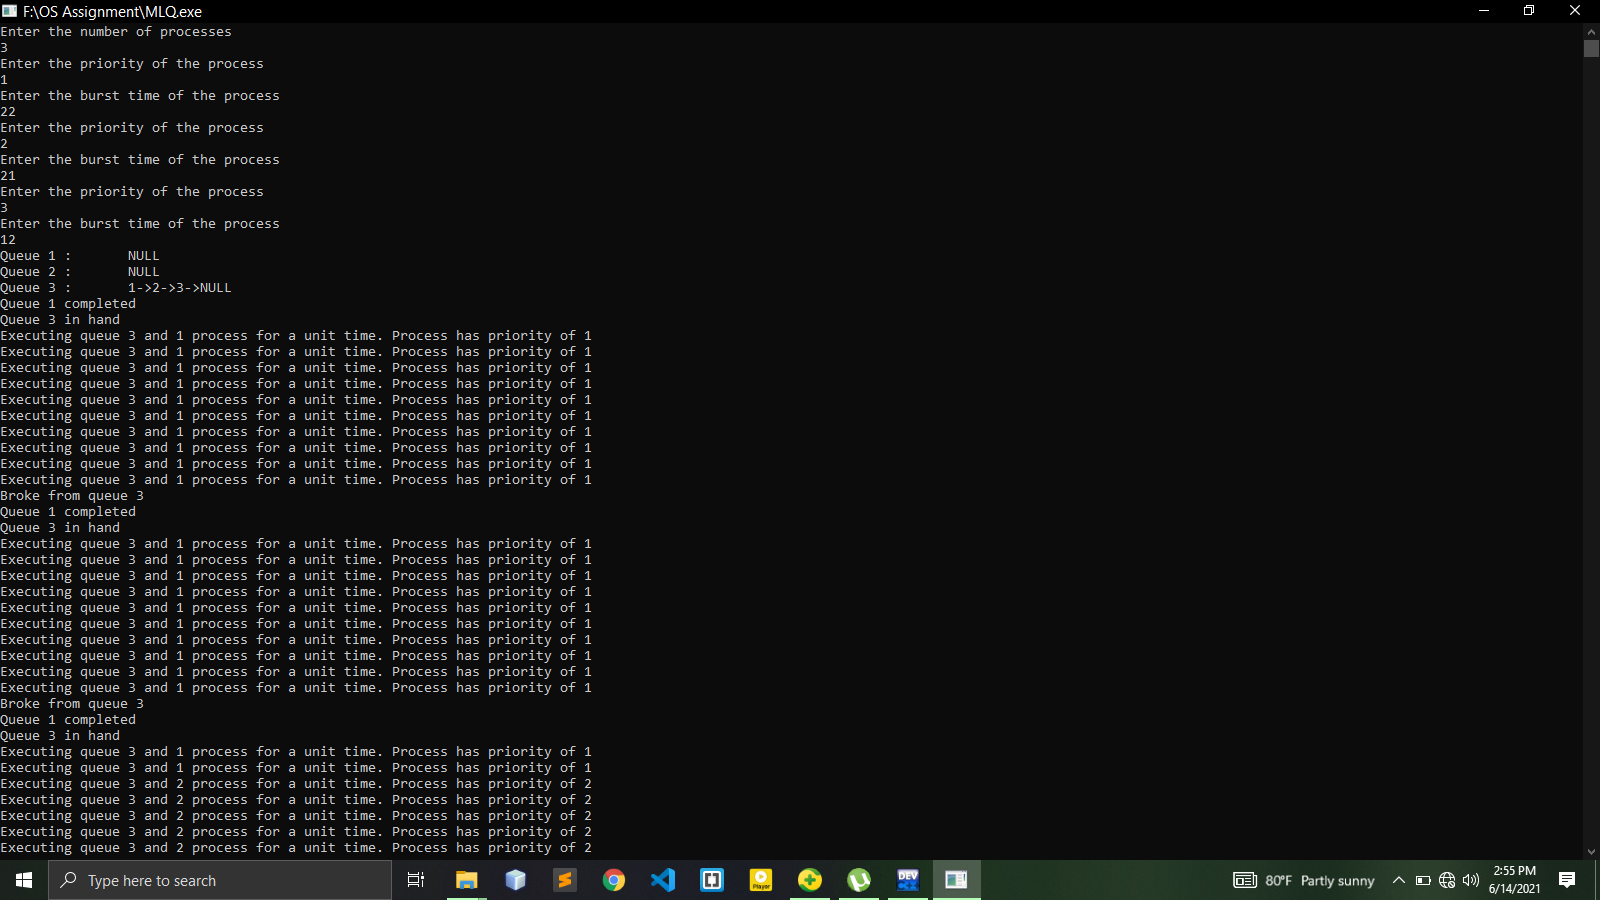 F:\OS Assignment\MLQ.exe
Enter the number of processes
3
Enter the priority of the process
1
Enter the burst time of the process
22
Enter the priority of the process
2
Enter the burst time of the process
21
Enter the priority of the process
3
Enter the burst time of the process
12
Queue 1 :       NULL
Queue 2 :       NULL
Queue 3 :       1->2->3->NULL
Queue 1 completed
Queue 3 in hand
Executing queue 3 and 1 process for a unit time. Process has priority of 1
Executing queue 3 and 1 process for a unit time. Process has priority of 1
Executing queue 3 and 1 process for a unit time. Process has priority of 1
Executing queue 3 and 1 process for a unit time. Process has priority of 1
Executing queue 3 and 1 process for a unit time. Process has priority of 1
Executing queue 3 and 1 process for a unit time. Process has priority of 1
Executing queue 3 and 1 process for a unit time. Process has priority of 1
Executing queue 3 and 1 process for a unit time. Process has priority of 1
Executing queue 3 and 1 process for a unit time. Process has priority of 1
Executing queue 3 and 1 process for a unit time. Process has priority of 1
Broke from queue 3
Queue 1 completed
Queue 3 in hand
Executing queue 3 and 1 process for a unit time. Process has priority of 1
Executing queue 3 and 1 process for a unit time. Process has priority of 1
Executing queue 3 and 1 process for a unit time. Process has priority of 1
Executing queue 3 and 1 process for a unit time. Process has priority of 1
Executing queue 3 and 1 process for a unit time. Process has priority of 1
Executing queue 3 and 1 process for a unit time. Process has priority of 1
Executing queue 3 and 1 process for a unit time. Process has priority of 1
Executing queue 3 and 1 process for a unit time. Process has priority of 1
Executing queue 3 and 1 process for a unit time. Process has priority of 1
Executing queue 3 and 1 process for a unit time. Process has priority of 1
Broke from queue 3
Queue 1 completed
Queue 3 in hand
Executing queue 3 and 1 process for a unit time. Process has priority of 1
Executing queue 3 and 1 process for a unit time. Process has priority of 1
Executing queue 3 and 2 process for a unit time. Process has priority of 2
Executing queue 3 and 2 process for a unit time. Process has priority of 2
Executing queue 3 and 2 process for a unit time. Process has priority of 2
Executing queue 3 and 2 process for a unit time. Process has priority of 2
Executing queue 3 and 2 process for a unit time. Process has priority of 2
Type here to search
Player
DEV
80°F Partly sunny
2:55 PM
6/14/2021